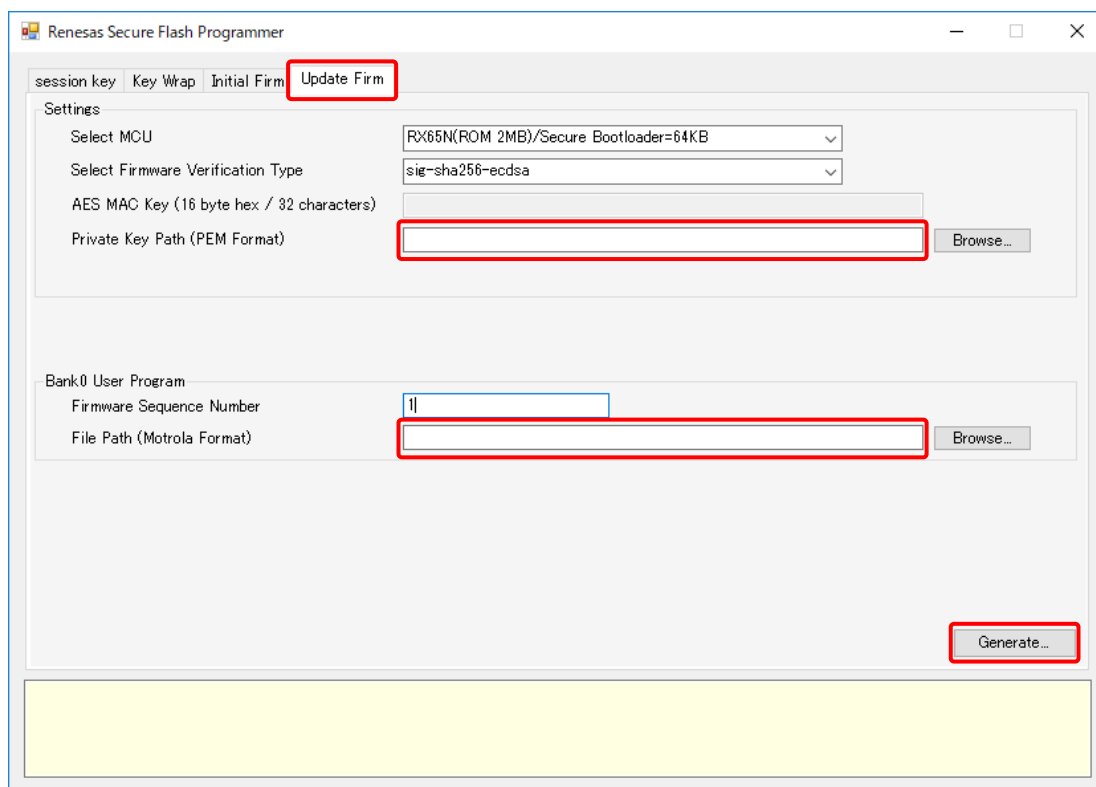 Renesas Secure Flash Programmer
session key Key Wrap Initial Firm Update Firm
Settings
Select MCU RX65N(ROM 2MB)/Secure Bootloader=64KB
Select Firmware Verification Type sig-sha256-ecdsa
AES MAC Key (16 byte hex / 32 characters)
Private Key Path (PEM Format) Browse...
Bank0 User Program
Firmware Sequence Number 1
File Path (Motrola Format) Browse...
Generate...